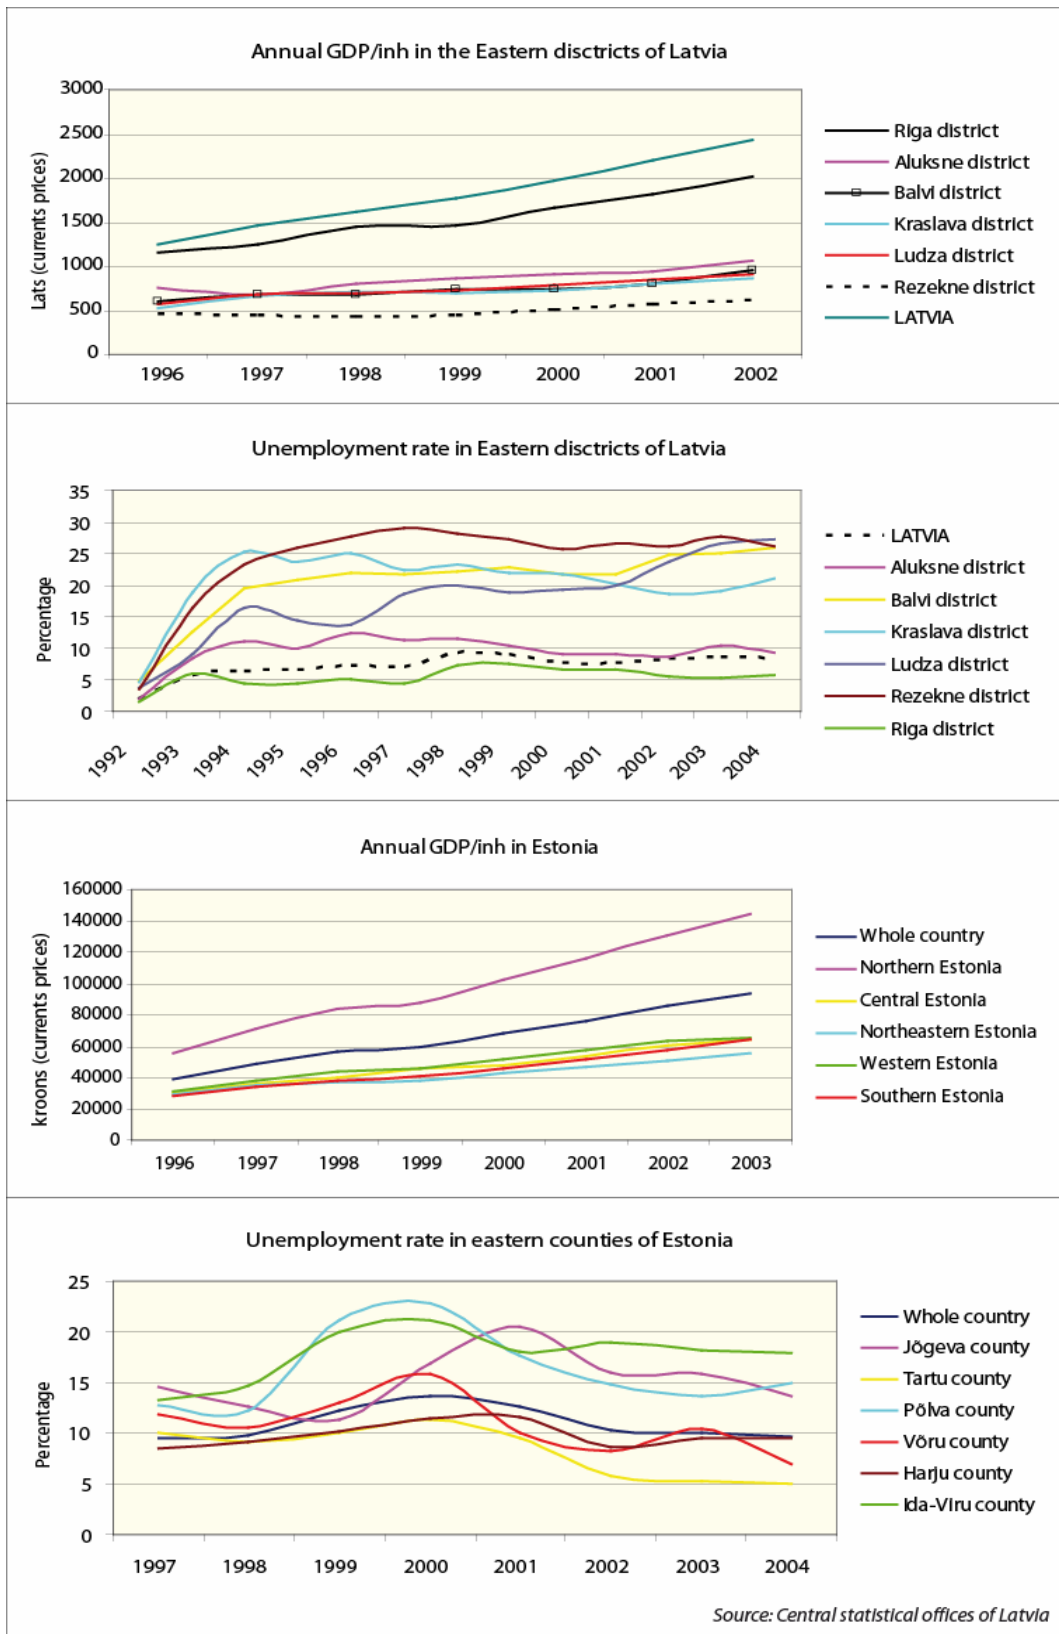 Annual GDP/inh in the Eastern disctricts of Latvia
Lats (currents prices)
3000
2500
2000
1500
1000
500
0
1996 1997 1998 1999 2000 2001 2002
Riga district
Aluksne district
Balvi district
Kraslava district
Ludza district
Rezekne district
LATVIA
Unemployment rate in Eastern disctricts of Latvia
Percentage
35
30
25
20
15
10
5
0
1992 1993 1994 1995 1996 1997 1998 1999 2000 2001 2002 2003 2004
LATVIA
Aluksne district
Balvi district
Kraslava district
Ludza district
Rezekne district
Riga district
Annual GDP/inh in Estonia
kroons (currents prices)
160000
140000
120000
100000
80000
60000
40000
20000
0
1996 1997 1998 1999 2000 2001 2002 2003
Whole country
Northern Estonia
Central Estonia
Northeastern Estonia
Western Estonia
Southern Estonia
Unemployment rate in eastern counties of Estonia
Percentage
25
20
15
10
5
0
1997 1998 1999 2000 2001 2002 2003 2004
Whole country
Jõgeva county
Tartu county
Põlva county
Võru county
Harju county
Ida-Viru county
Source: Central statistical offices of Latvia